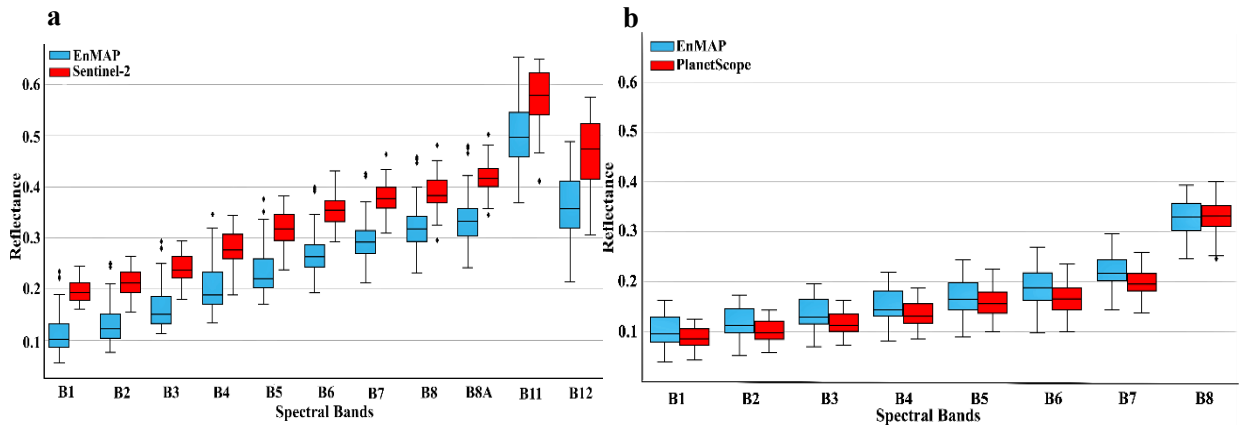 a
EnMAP
Sentinel-2
0.6
0.5
0.4
0.3
0.2
0.1
Reflectance
B1 B2 B3 B4 B5 B6 B7 B8 B8A B11 B12
Spectral Bands
b
EnMAP
PlanetScope
0.6
0.5
0.4
0.3
0.2
0.1
Reflectance
B1 B2 B3 B4 B5 B6 B7 B8
Spectral Bands